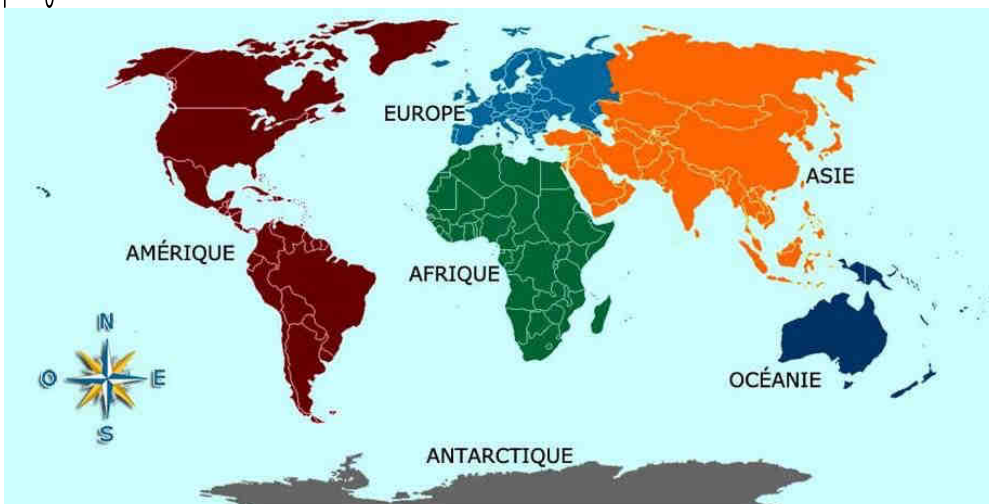 EUROPE
ASIE
AMÉRIQUE
AFRIQUE
N
O E
S
OCÉANIE
ANTARCTIQUE